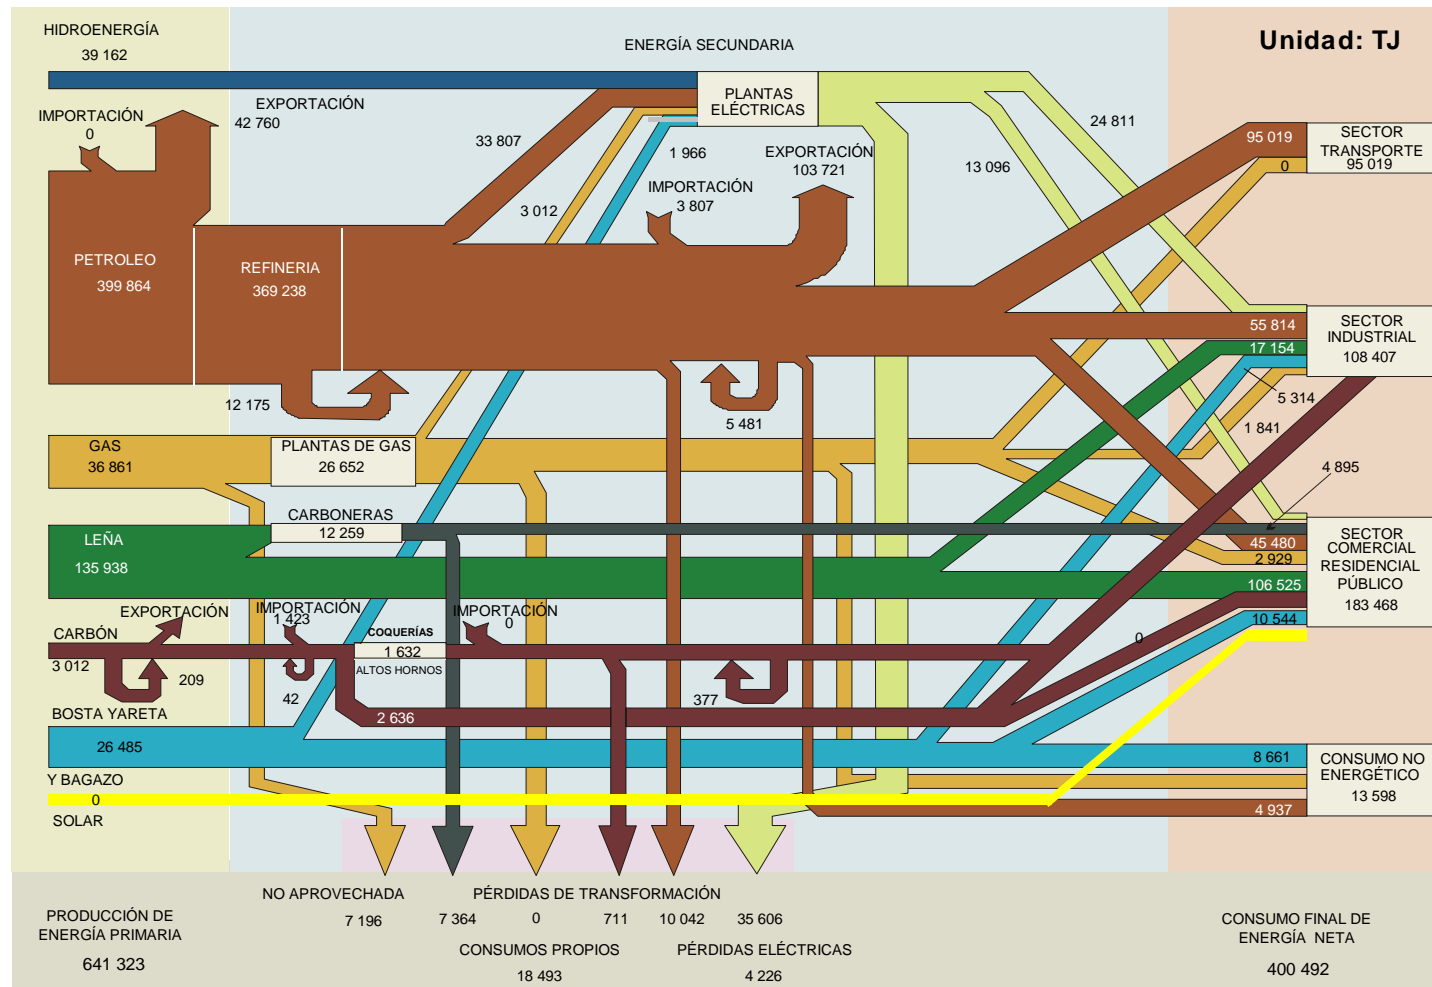 HIDROENERGÍA
39 162
ENERGÍA SECUNDARIA
Unidad: TJ
IMPORTACIÓN
0
EXPORTACIÓN
42 760
33 807
PLANTAS
ELÉCTRICAS
1 966
EXPORTACIÓN
103 721
IMPORTACIÓN
3 807
3 012
24 811
13 096
95 019
0
SECTOR
TRANSPORTE
95 019
PETROLEO
399 864
REFINERIA
369 238
12 175
5 481
55 814
17 154
SECTOR
INDUSTRIAL
108 407
5 314
1 841
4 895
GAS
36 861
PLANTAS DE GAS
26 652
CARBONERAS
12 259
LEÑA
135 938
45 480
2 929
106 525
10 544
SECTOR
COMERCIAL
RESIDENCIAL
PÚBLICO
183 468
EXPORTACIÓN
IMPORTACIÓN
1 423
IMPORTACIÓN
0
CARBÓN
3 012
209
42
COQUERÍAS
1 632
ALTOS HORNOS
377
0
2 636
BOSTA YARETA
26 485
Y BAGAZO
0
SOLAR
8 661
4 937
CONSUMO NO
ENERGÉTICO
13 598
NO APROVECHADA
7 196
PÉRDIDAS DE TRANSFORMACIÓN
7 364
0
711
10 042
35 606
CONSUMOS PROPIOS
18 493
PÉRDIDAS ELÉCTRICAS
4 226
PRODUCCIÓN DE
ENERGÍA PRIMARIA
641 323
CONSUMO FINAL DE
ENERGÍA NETA
400 492